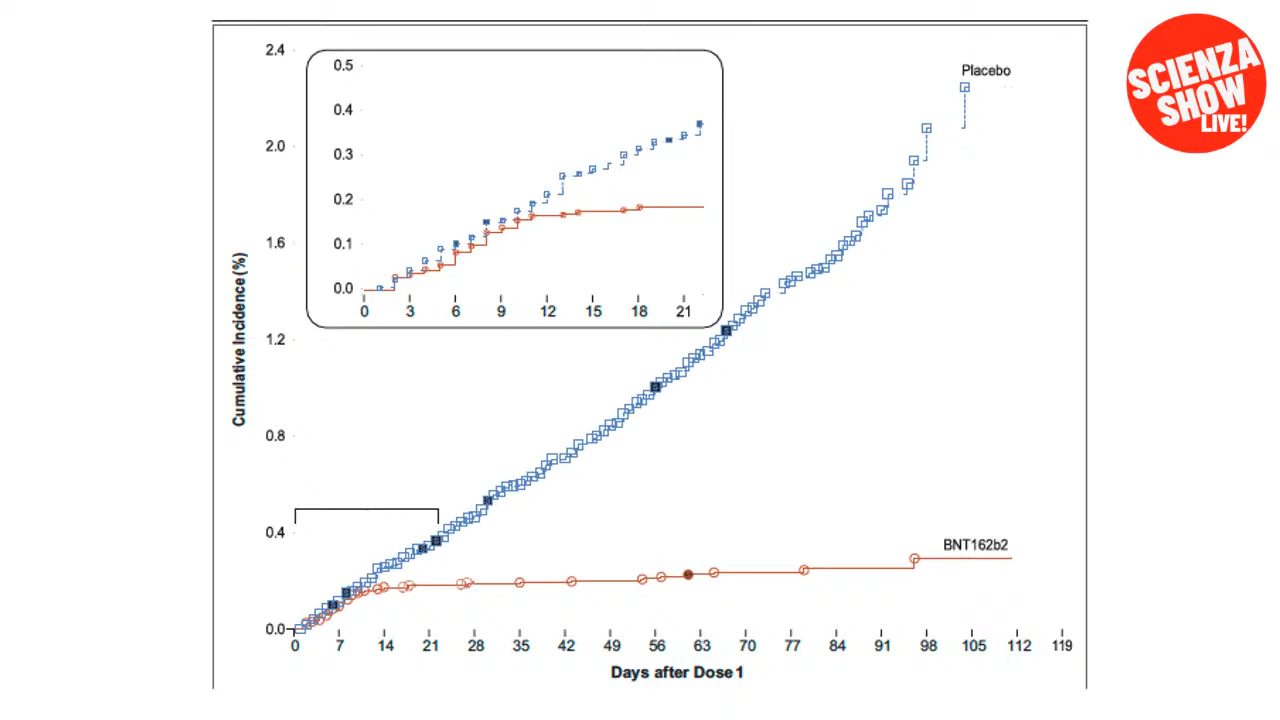 SCIENZA
SHOW
LIVE!
2.4
2.0
1.6
1.2
0.8
0.4
0.0
Cumulative Incidence (%)
0.5
0.4
0.3
0.2
0.1
0.0
0 3 6 9 12 15 18 21
Placebo
BNT162b2
0 7 14 21 28 35 42 49 56 63 70 77 84 91 98 105 112 119
Days after Dose 1